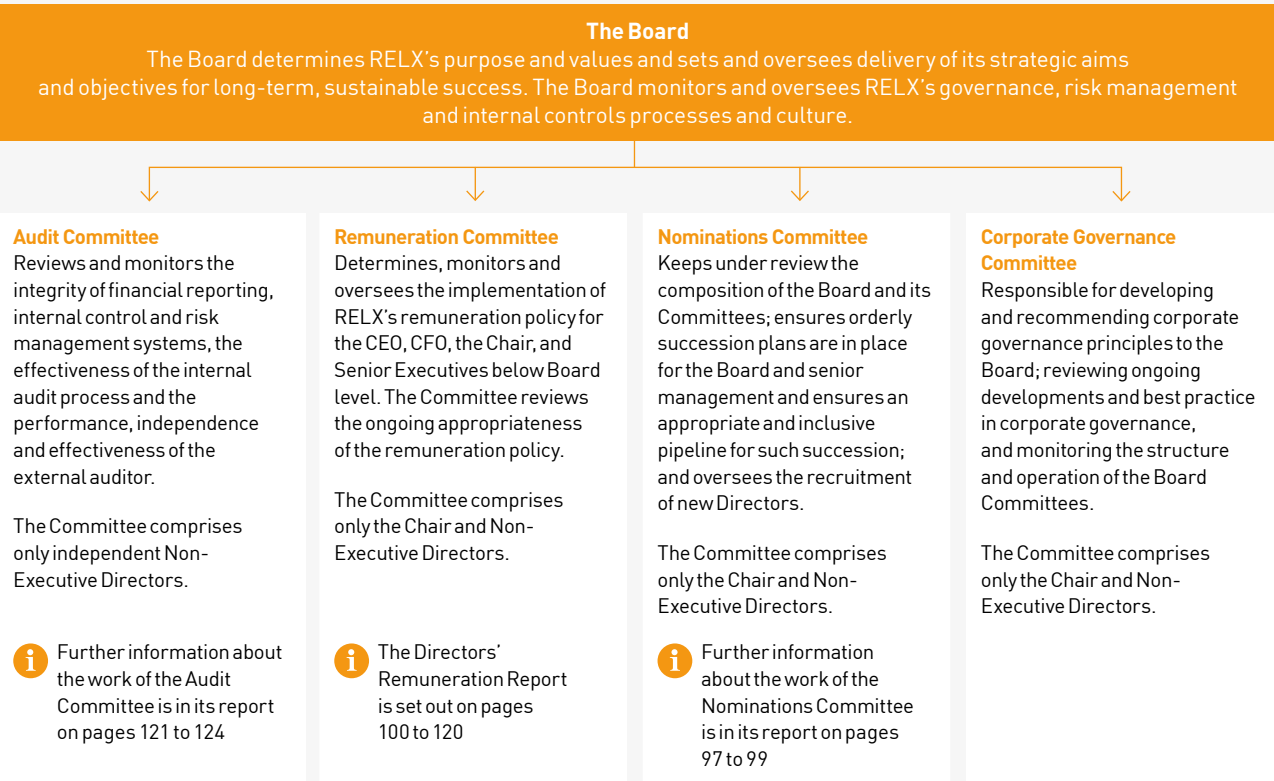 The Board
The Board determines RELX's purpose and values and sets and oversees delivery of its strategic aims
and objectives for long-term, sustainable success. The Board monitors and oversees RELX's governance, risk management
and internal controls processes and culture.
Audit Committee
Reviews and monitors the
integrity of financial reporting,
internal control and risk
management systems, the
effectiveness of the internal
audit process and the
performance, independence
and effectiveness of the
external auditor.
The Committee comprises
only independent Non-
Executive Directors.
i
Further information about
the work of the Audit
Committee is in its report
on pages 121 to 124
Remuneration Committee
Determines, monitors and
oversees the implementation of
RELX's remuneration policy for
the CEO, CFO, the Chair, and
Senior Executives below Board
level. The Committee reviews
the ongoing appropriateness
of the remuneration policy.
The Committee comprises
only the Chair and Non-
Executive Directors.
i
The Directors'
Remuneration Report
is set out on pages
100 to 120
Nominations Committee
Keeps under review the
composition of the Board and its
Committees; ensures orderly
succession plans are in place
for the Board and senior
management and ensures an
appropriate and inclusive
pipeline for such succession;
and oversees the recruitment
of new Directors.
The Committee comprises
only the Chair and Non-
Executive Directors.
i
Further information
about the work of the
Nominations Committee
is in its report on pages
97 to 99
Corporate Governance
Committee
Responsible for developing
and recommending corporate
governance principles to the
Board; reviewing ongoing
developments and best practice
in corporate governance,
and monitoring the structure
and operation of the Board
Committees.
The Committee comprises
only the Chair and Non-
Executive Directors.